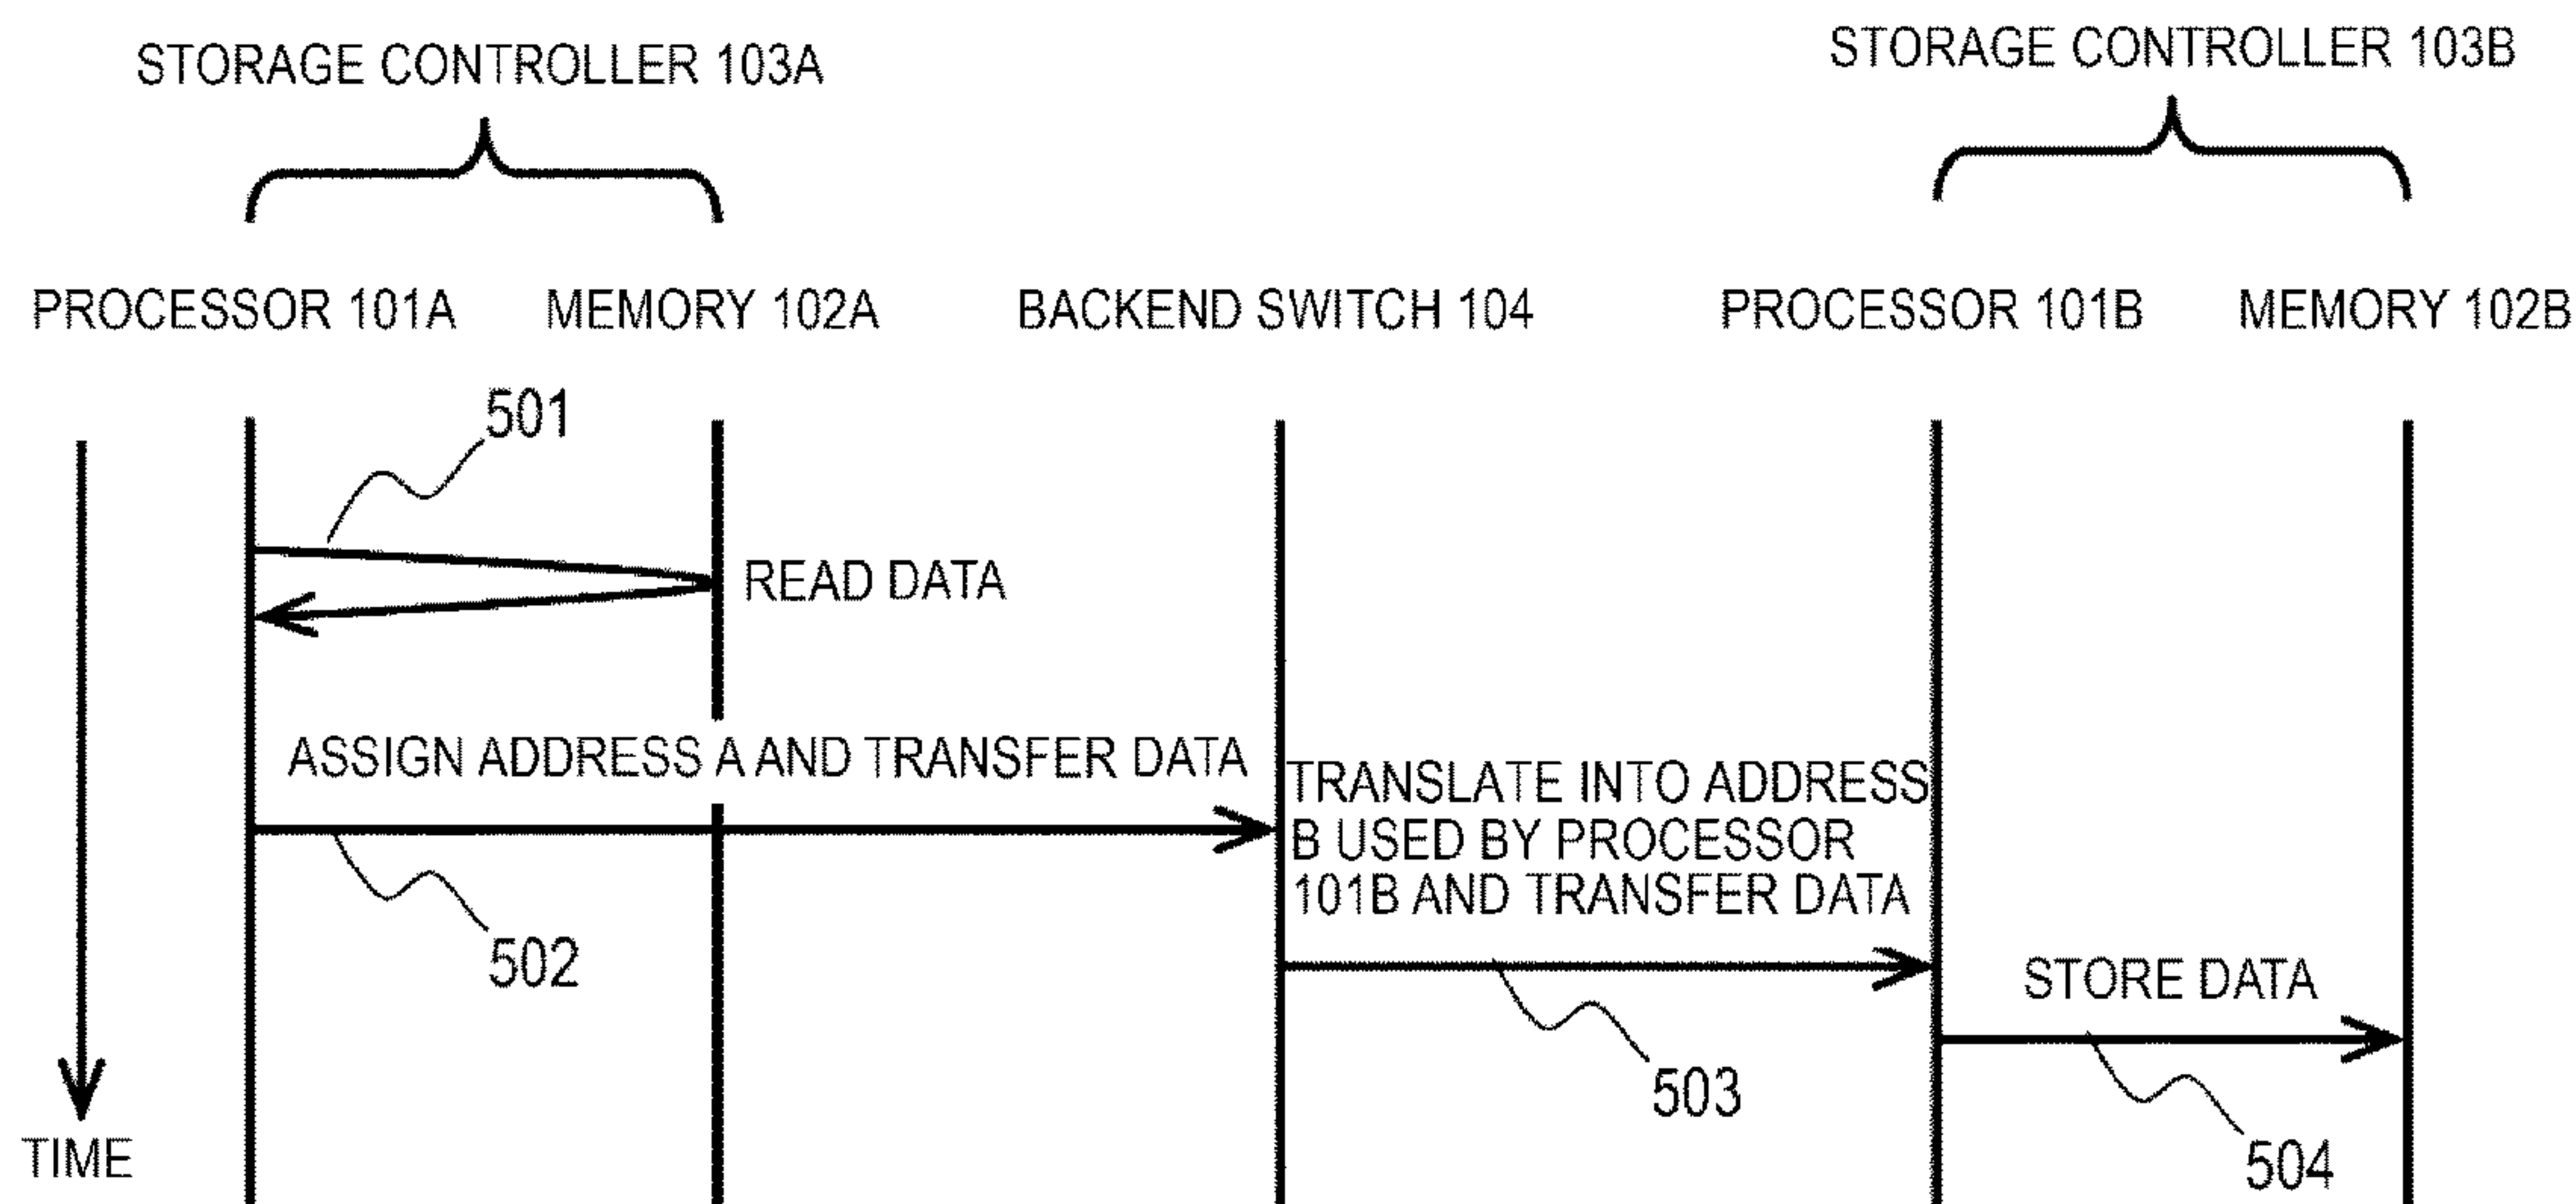 STORAGE CONTROLLER 103A
STORAGE CONTROLLER 103B
PROCESSOR 101A
MEMORY 102A
BACKEND SWITCH 104
PROCESSOR 101B
MEMORY 102B
501
READ DATA
ASSIGN ADDRESS A AND TRANSFER DATA
502
TRANSLATE INTO ADDRESS
B USED BY PROCESSOR
101B AND TRANSFER DATA
503
STORE DATA
504
TIME